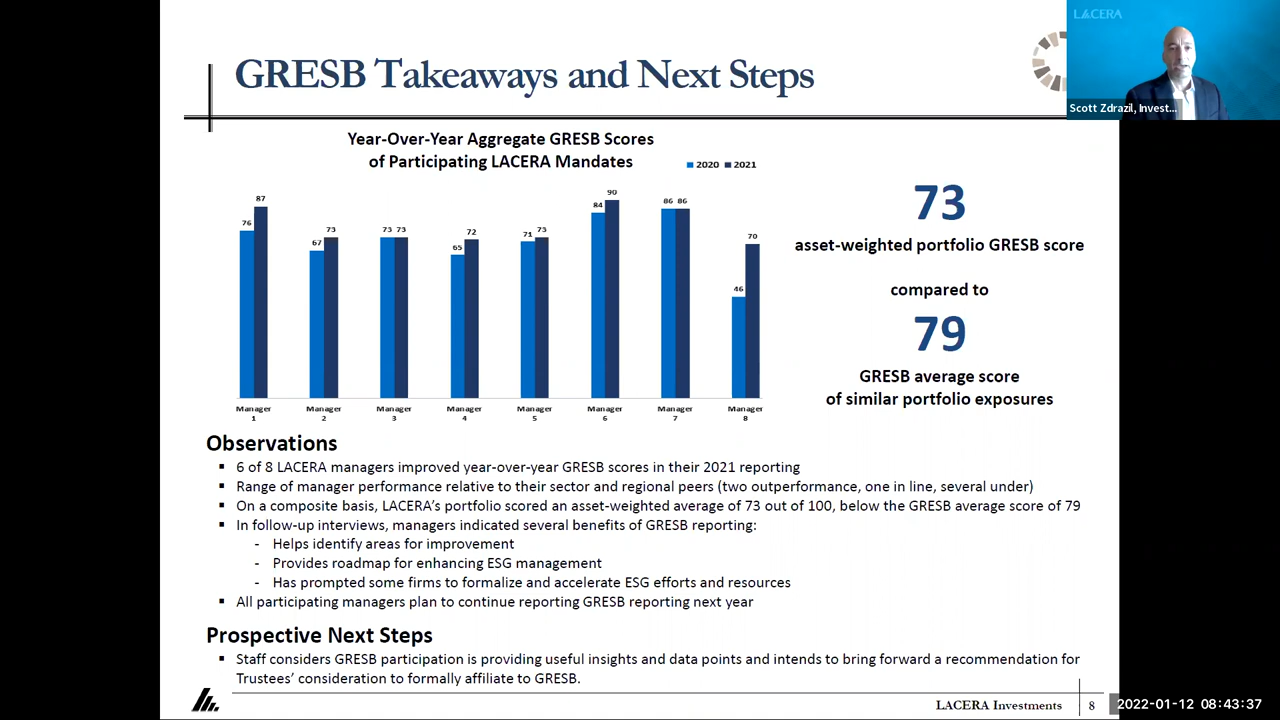 GRESB Takeaways and Next Steps
LACERA
Scott Zdrazil, Invest...
Year-Over-Year Aggregate GRESB Scores
of Participating LACERA Mandates
2020 2021
76 87
67 73
73 73
65 72
71 73
84 90
86 86
46 70
Manager 1
Manager 2
Manager 3
Manager 4
Manager 5
Manager 6
Manager 7
Manager 8
73
asset-weighted portfolio GRESB score
compared to
79
GRESB average score
of similar portfolio exposures
Observations
▪ 6 of 8 LACERA managers improved year-over-year GRESB scores in their 2021 reporting
▪ Range of manager performance relative to their sector and regional peers (two outperformance, one in line, several under)
▪ On a composite basis, LACERA’s portfolio scored an asset-weighted average of 73 out of 100, below the GRESB average score of 79
▪ In follow-up interviews, managers indicated several benefits of GRESB reporting:
- Helps identify areas for improvement
- Provides roadmap for enhancing ESG management
- Has prompted some firms to formalize and accelerate ESG efforts and resources
▪ All participating managers plan to continue reporting GRESB reporting next year
Prospective Next Steps
▪ Staff considers GRESB participation is providing useful insights and data points and intends to bring forward a recommendation for
Trustees’ consideration to formally affiliate to GRESB.
LACERA Investments 8
2022-01-12 08:43:37